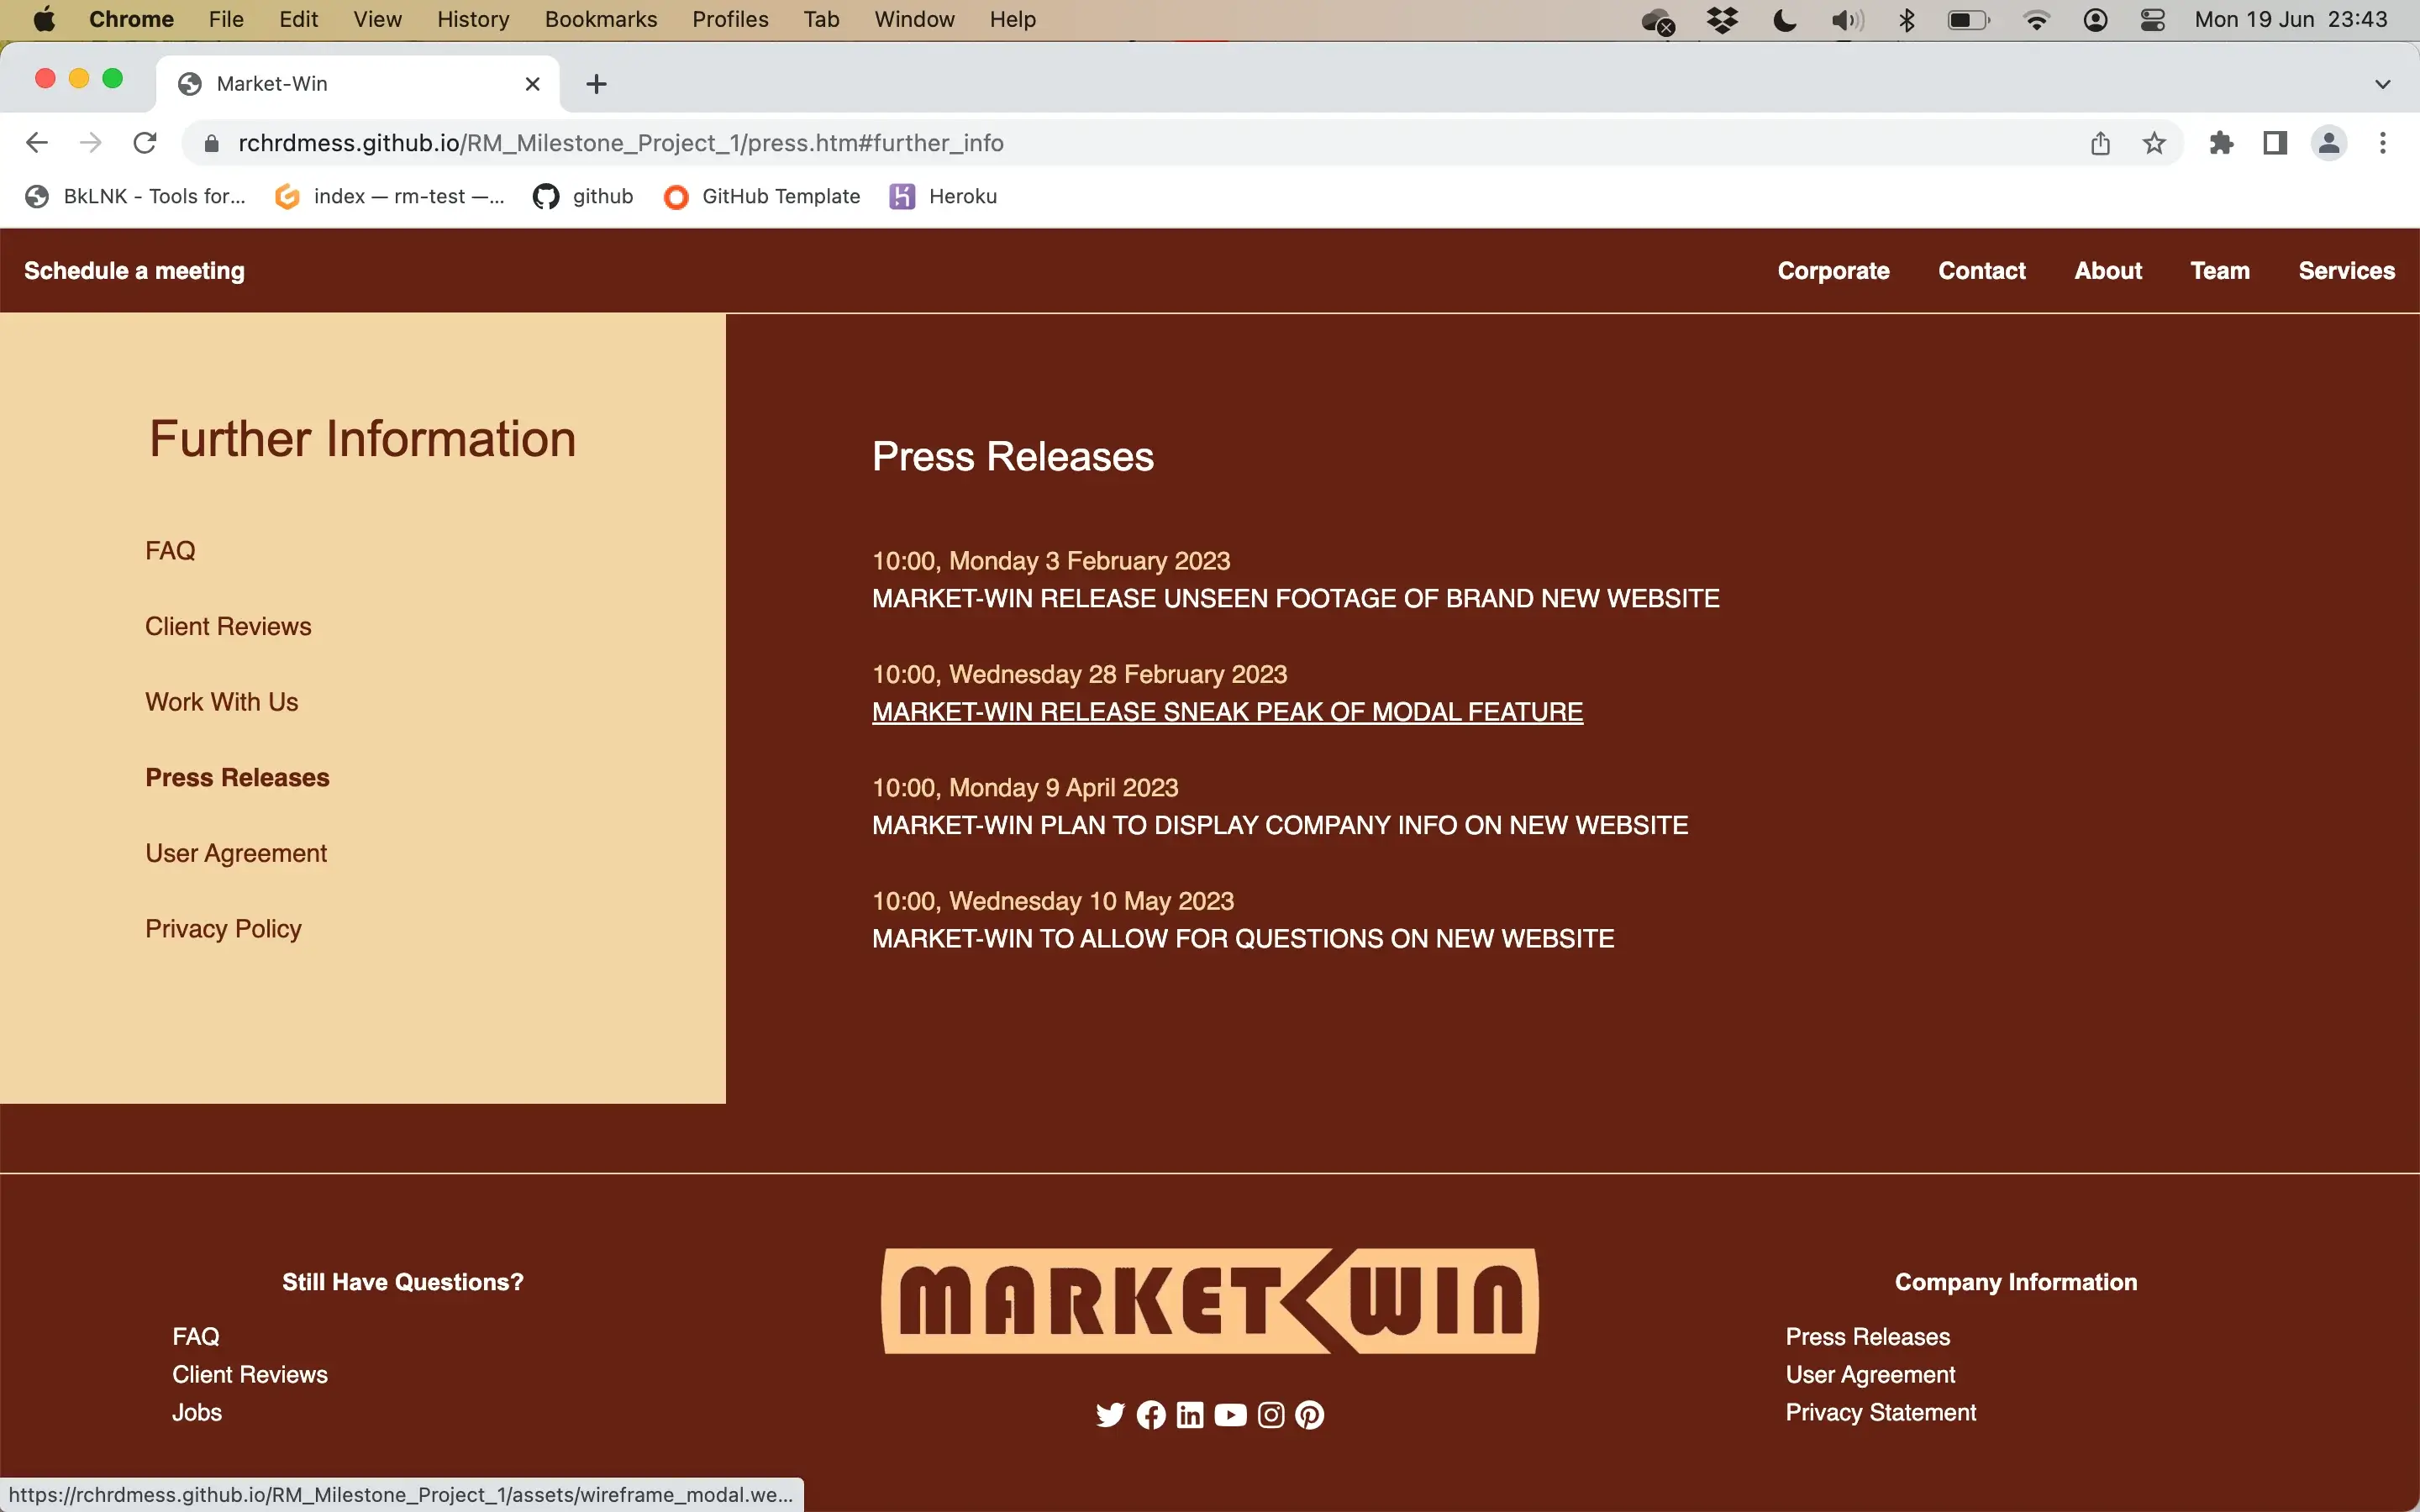 Chrome File Edit View History Bookmarks Profiles Tab Window Help Mon 19 Jun 23:43
Market-Win
rchrdmess.github.io/RM_Milestone_Project_1/press.htm#further_info
BkLNK - Tools for... index — rm-test —... github GitHub Template Heroku
Schedule a meeting Corporate Contact About Team Services
Further Information
FAQ
Client Reviews
Work With Us
Press Releases
User Agreement
Privacy Policy
Press Releases
10:00, Monday 3 February 2023
MARKET-WIN RELEASE UNSEEN FOOTAGE OF BRAND NEW WEBSITE
10:00, Wednesday 28 February 2023
MARKET-WIN RELEASE SNEAK PEAK OF MODAL FEATURE
10:00, Monday 9 April 2023
MARKET-WIN PLAN TO DISPLAY COMPANY INFO ON NEW WEBSITE
10:00, Wednesday 10 May 2023
MARKET-WIN TO ALLOW FOR QUESTIONS ON NEW WEBSITE
Still Have Questions?
FAQ
Client Reviews
Jobs
MARKET WIN
Company Information
Press Releases
User Agreement
Privacy Statement
https://rchrdmess.github.io/RM_Milestone_Project_1/assets/wireframe_modal.we...